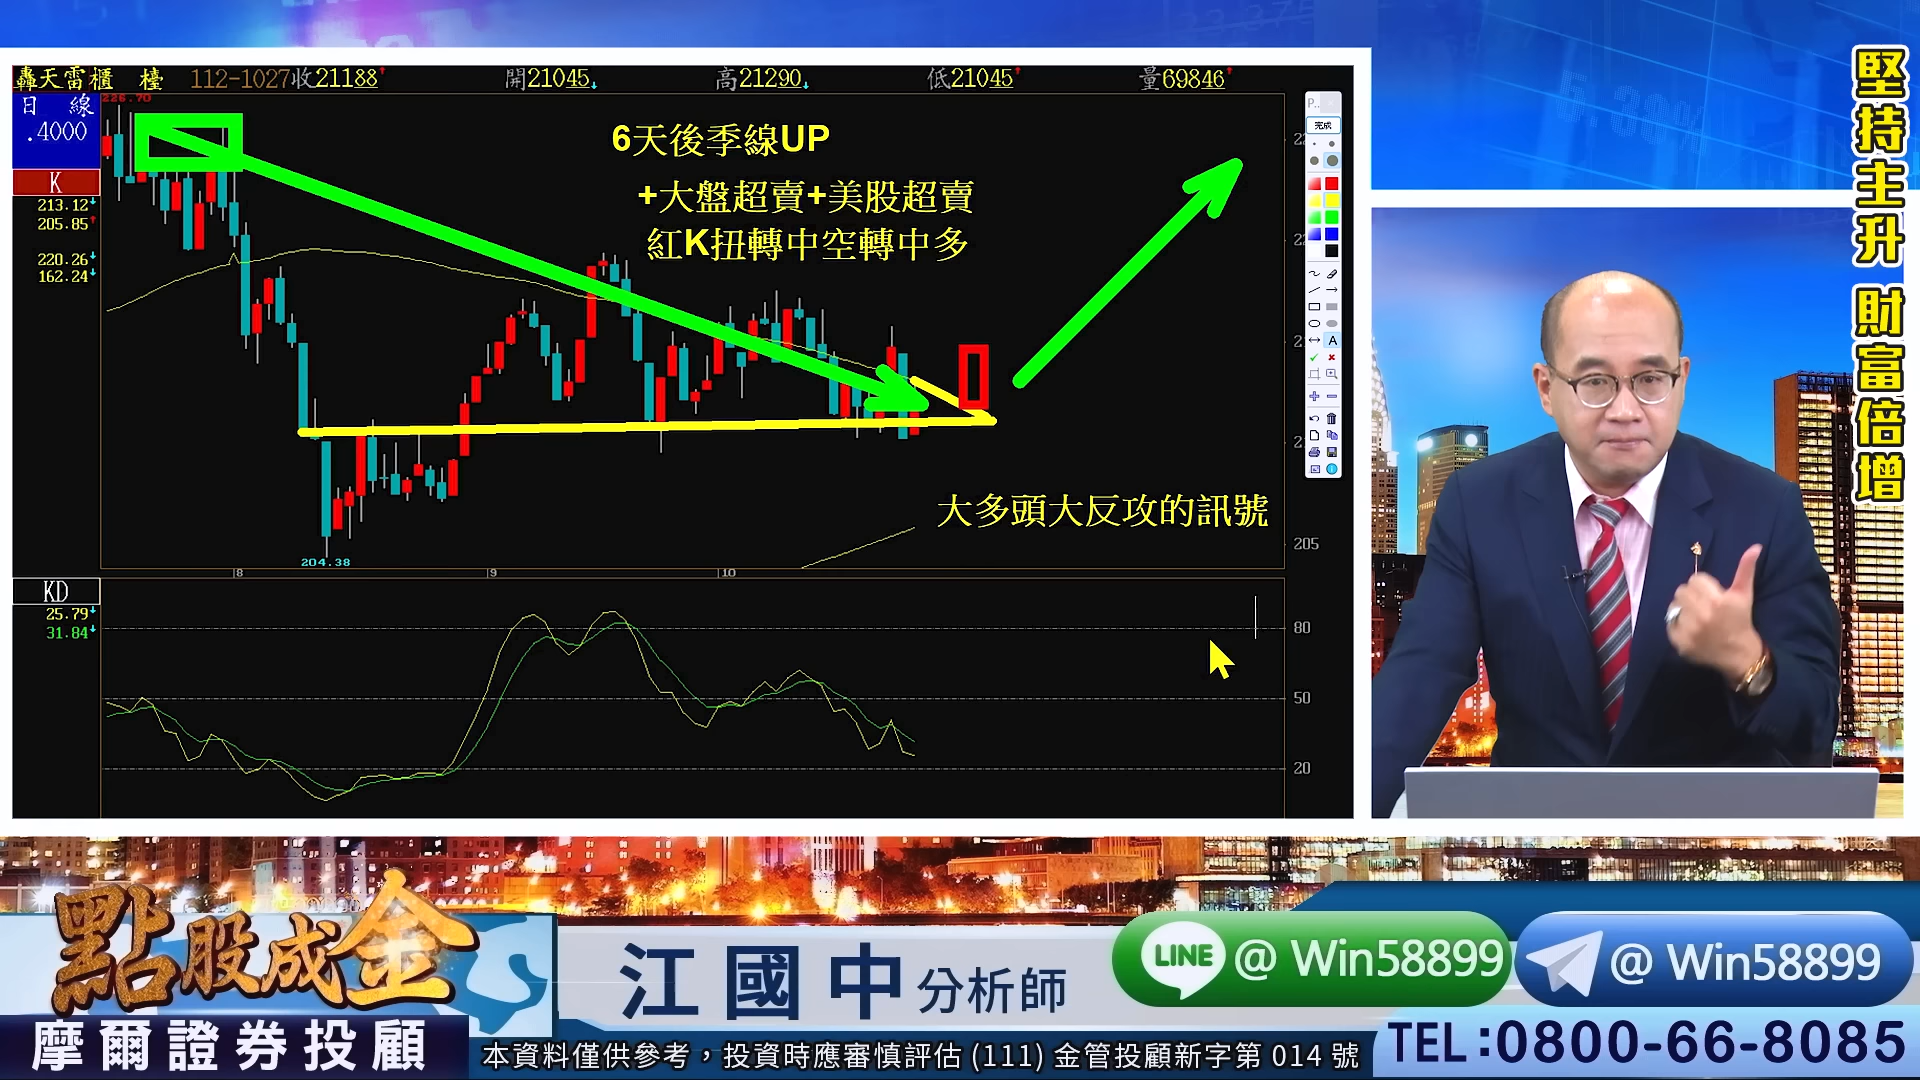 轟天雷櫃 檯 112-1027收21188 開21045 高21290 低21045 量69846
日 線
.4000
226.70
K
213.12
205.85
220.26
162.24
6天後季線UP
+大盤超賣+美股超賣
紅K扭轉中空轉中多
大多頭大反攻的訊號
204.38
205
8 9 10
KD
25.79
31.84
80
50
20
完成
A
堅持主升 財富倍增
點股成金
摩爾證券投顧
江國中分析師
LINE @ Win58899
@ Win58899
TEL:0800-66-8085
本資料僅供參考，投資時應審慎評估 (111) 金管投顧新字第 014 號